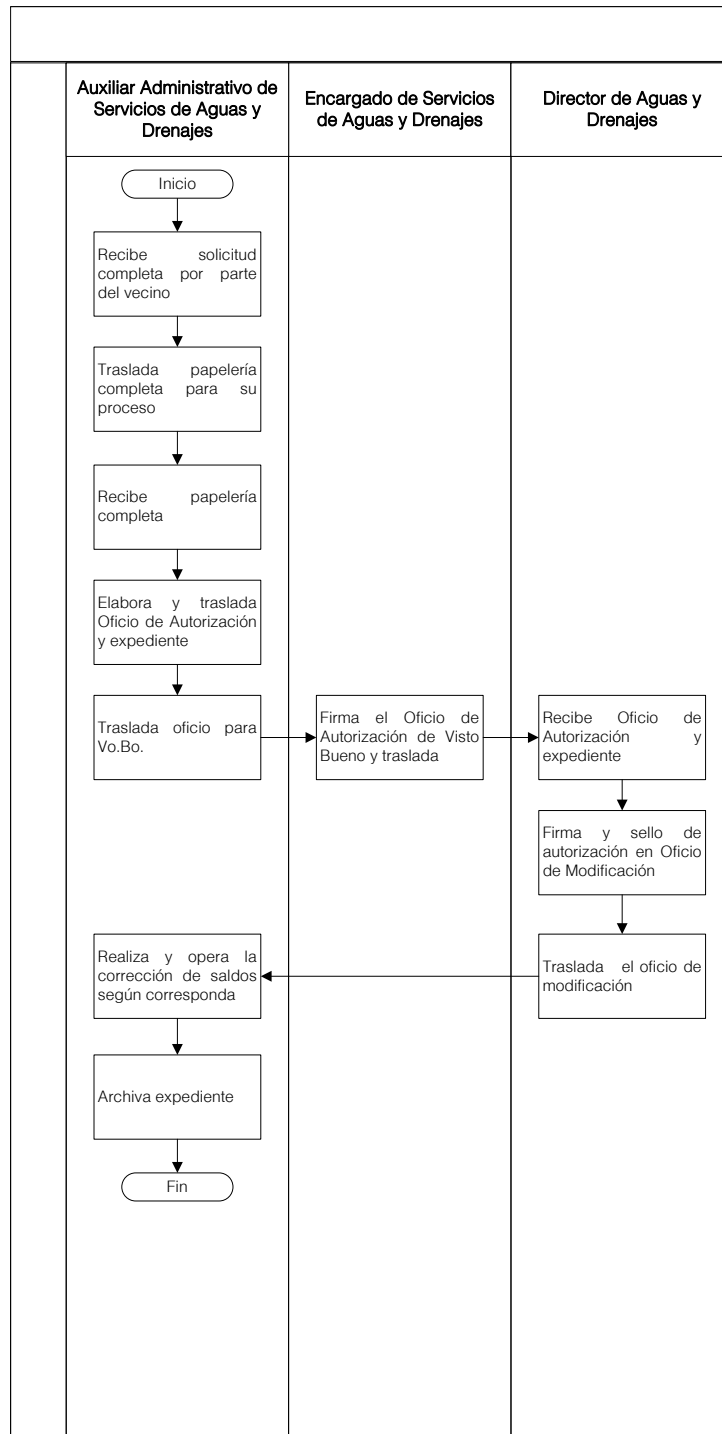 Auxiliar Administrativo de
Servicios de Aguas y
Drenajes
Encargado de Servicios
de Aguas y Drenajes
Director de Aguas y
Drenajes
Inicio
Recibe solicitud
completa por parte
del vecino
Traslada papelería
completa para su
proceso
Recibe papelería
completa
Elabora y traslada
Oficio de Autorización
y expediente
Traslada oficio para
Vo.Bo.
Firma el Oficio de
Autorización de Visto
Bueno y traslada
Recibe Oficio de
Autorización y
expediente
Firma y sello de
autorización en Oficio
de Modificación
Traslada el oficio de
modificación
Realiza y opera la
corrección de saldos
según corresponda
Archiva expediente
Fin